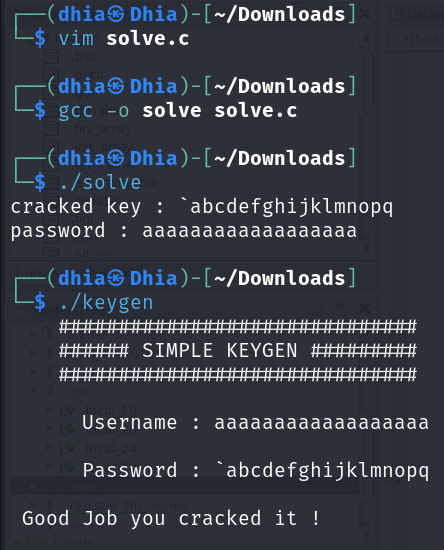 ┌──(dhia㉿Dhia)-[~/Downloads]
└─$ vim solve.c
┌──(dhia㉿Dhia)-[~/Downloads]
└─$ gcc -o solve solve.c
┌──(dhia㉿Dhia)-[~/Downloads]
└─$ ./solve
cracked key : `abcdefghijklmnopq
password : aaaaaaaaaaaaaaaaaa
┌──(dhia㉿Dhia)-[~/Downloads]
└─$ ./keygen
##############################
###### SIMPLE KEYGEN #########
##############################
Username : aaaaaaaaaaaaaaaaaa
Password : `abcdefghijklmnopq
Good Job you cracked it !